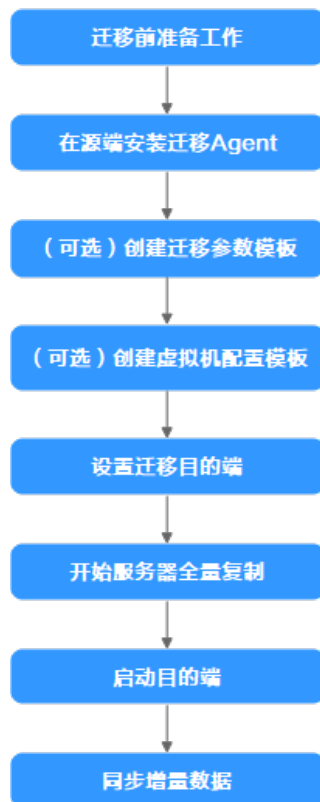 迁移前准备工作
在源端安装迁移Agent
（可选）创建迁移参数模板
（可选）创建虚拟机配置模板
设置迁移目的端
开始服务器全量复制
启动目的端
同步增量数据